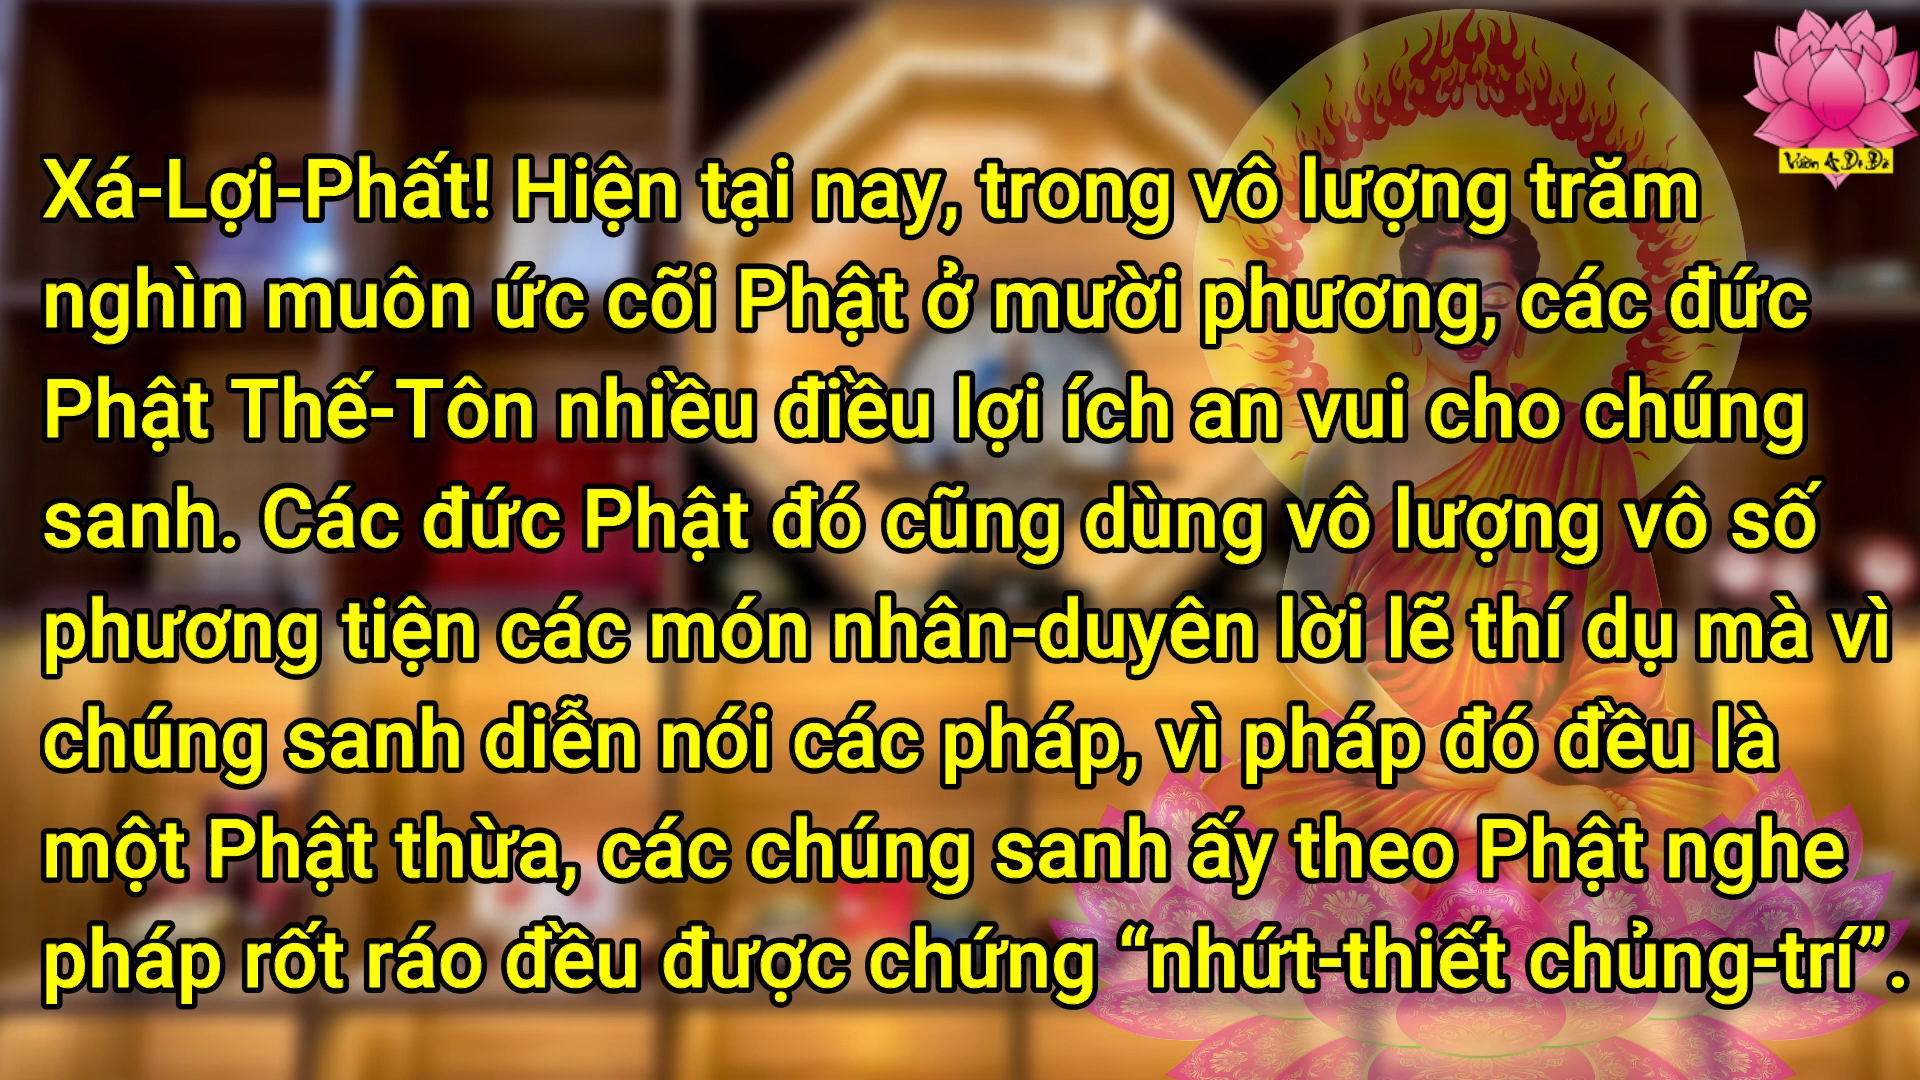 Vườn A Di Đà
Xá-Lợi-Phất! Hiện tại nay, trong vô lượng trăm
nghìn muôn ức cõi Phật ở mười phương, các đức
Phật Thế-Tôn nhiều điều lợi ích an vui cho chúng
sanh. Các đức Phật đó cũng dùng vô lượng vô số
phương tiện các món nhân-duyên lời lẽ thí dụ mà vì
chúng sanh diễn nói các pháp, vì pháp đó đều là
một Phật thừa, các chúng sanh ấy theo Phật nghe
pháp rốt ráo đều được chứng “nhứt-thiết chủng-trí”.